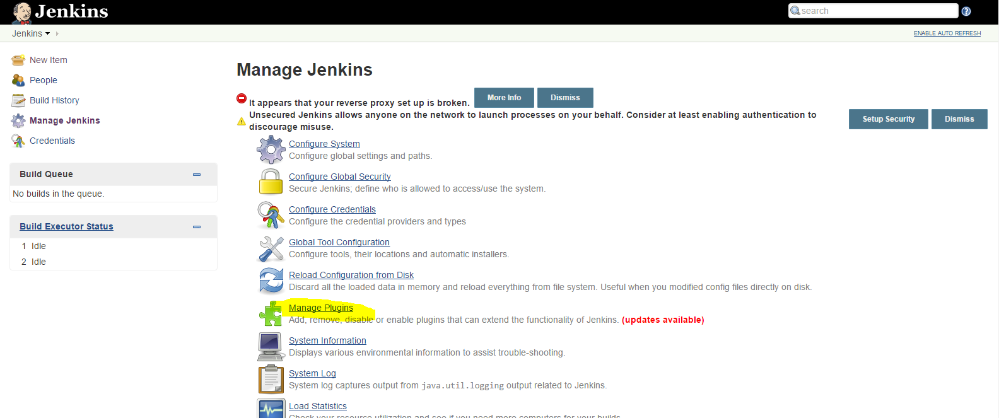 Jenkins
search
Jenkins
ENABLE AUTO REFRESH
New Item
People
Build History
Manage Jenkins
Credentials
Build Queue
No builds in the queue.
Build Executor Status
1 Idle
2 Idle
Manage Jenkins
It appears that your reverse proxy set up is broken.
More Info
Dismiss
Unsecured Jenkins allows anyone on the network to launch processes on your behalf. Consider at least enabling authentication to
discourage misuse.
Setup Security
Dismiss
Configure System
Configure global settings and paths.
Configure Global Security
Secure Jenkins; define who is allowed to access/use the system.
Configure Credentials
Configure the credential providers and types
Global Tool Configuration
Configure tools, their locations and automatic installers.
Reload Configuration from Disk
Discard all the loaded data in memory and reload everything from file system. Useful when you modified config files directly on disk.
Manage Plugins
Add, remove, disable or enable plugins that can extend the functionality of Jenkins. (updates available)
System Information
Displays various environmental information to assist trouble-shooting.
System Log
System log captures output from java.util.logging output related to Jenkins.
Load Statistics
Check your resource utilization and see if you need more computers for your builds.